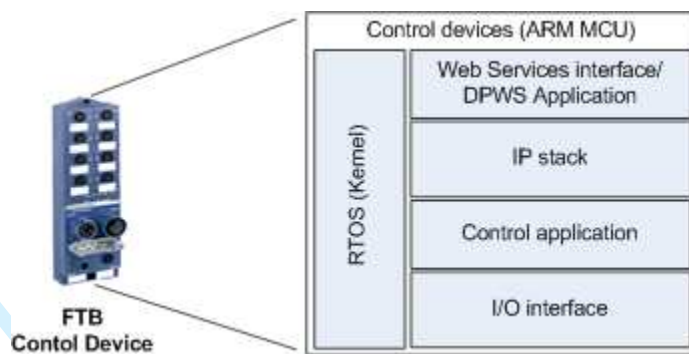 Control devices (ARM MCU)
RTOS (Kernel)
Web Services interface/
DPWS Application
IP stack
Control application
I/O interface
FTB
Contol Device